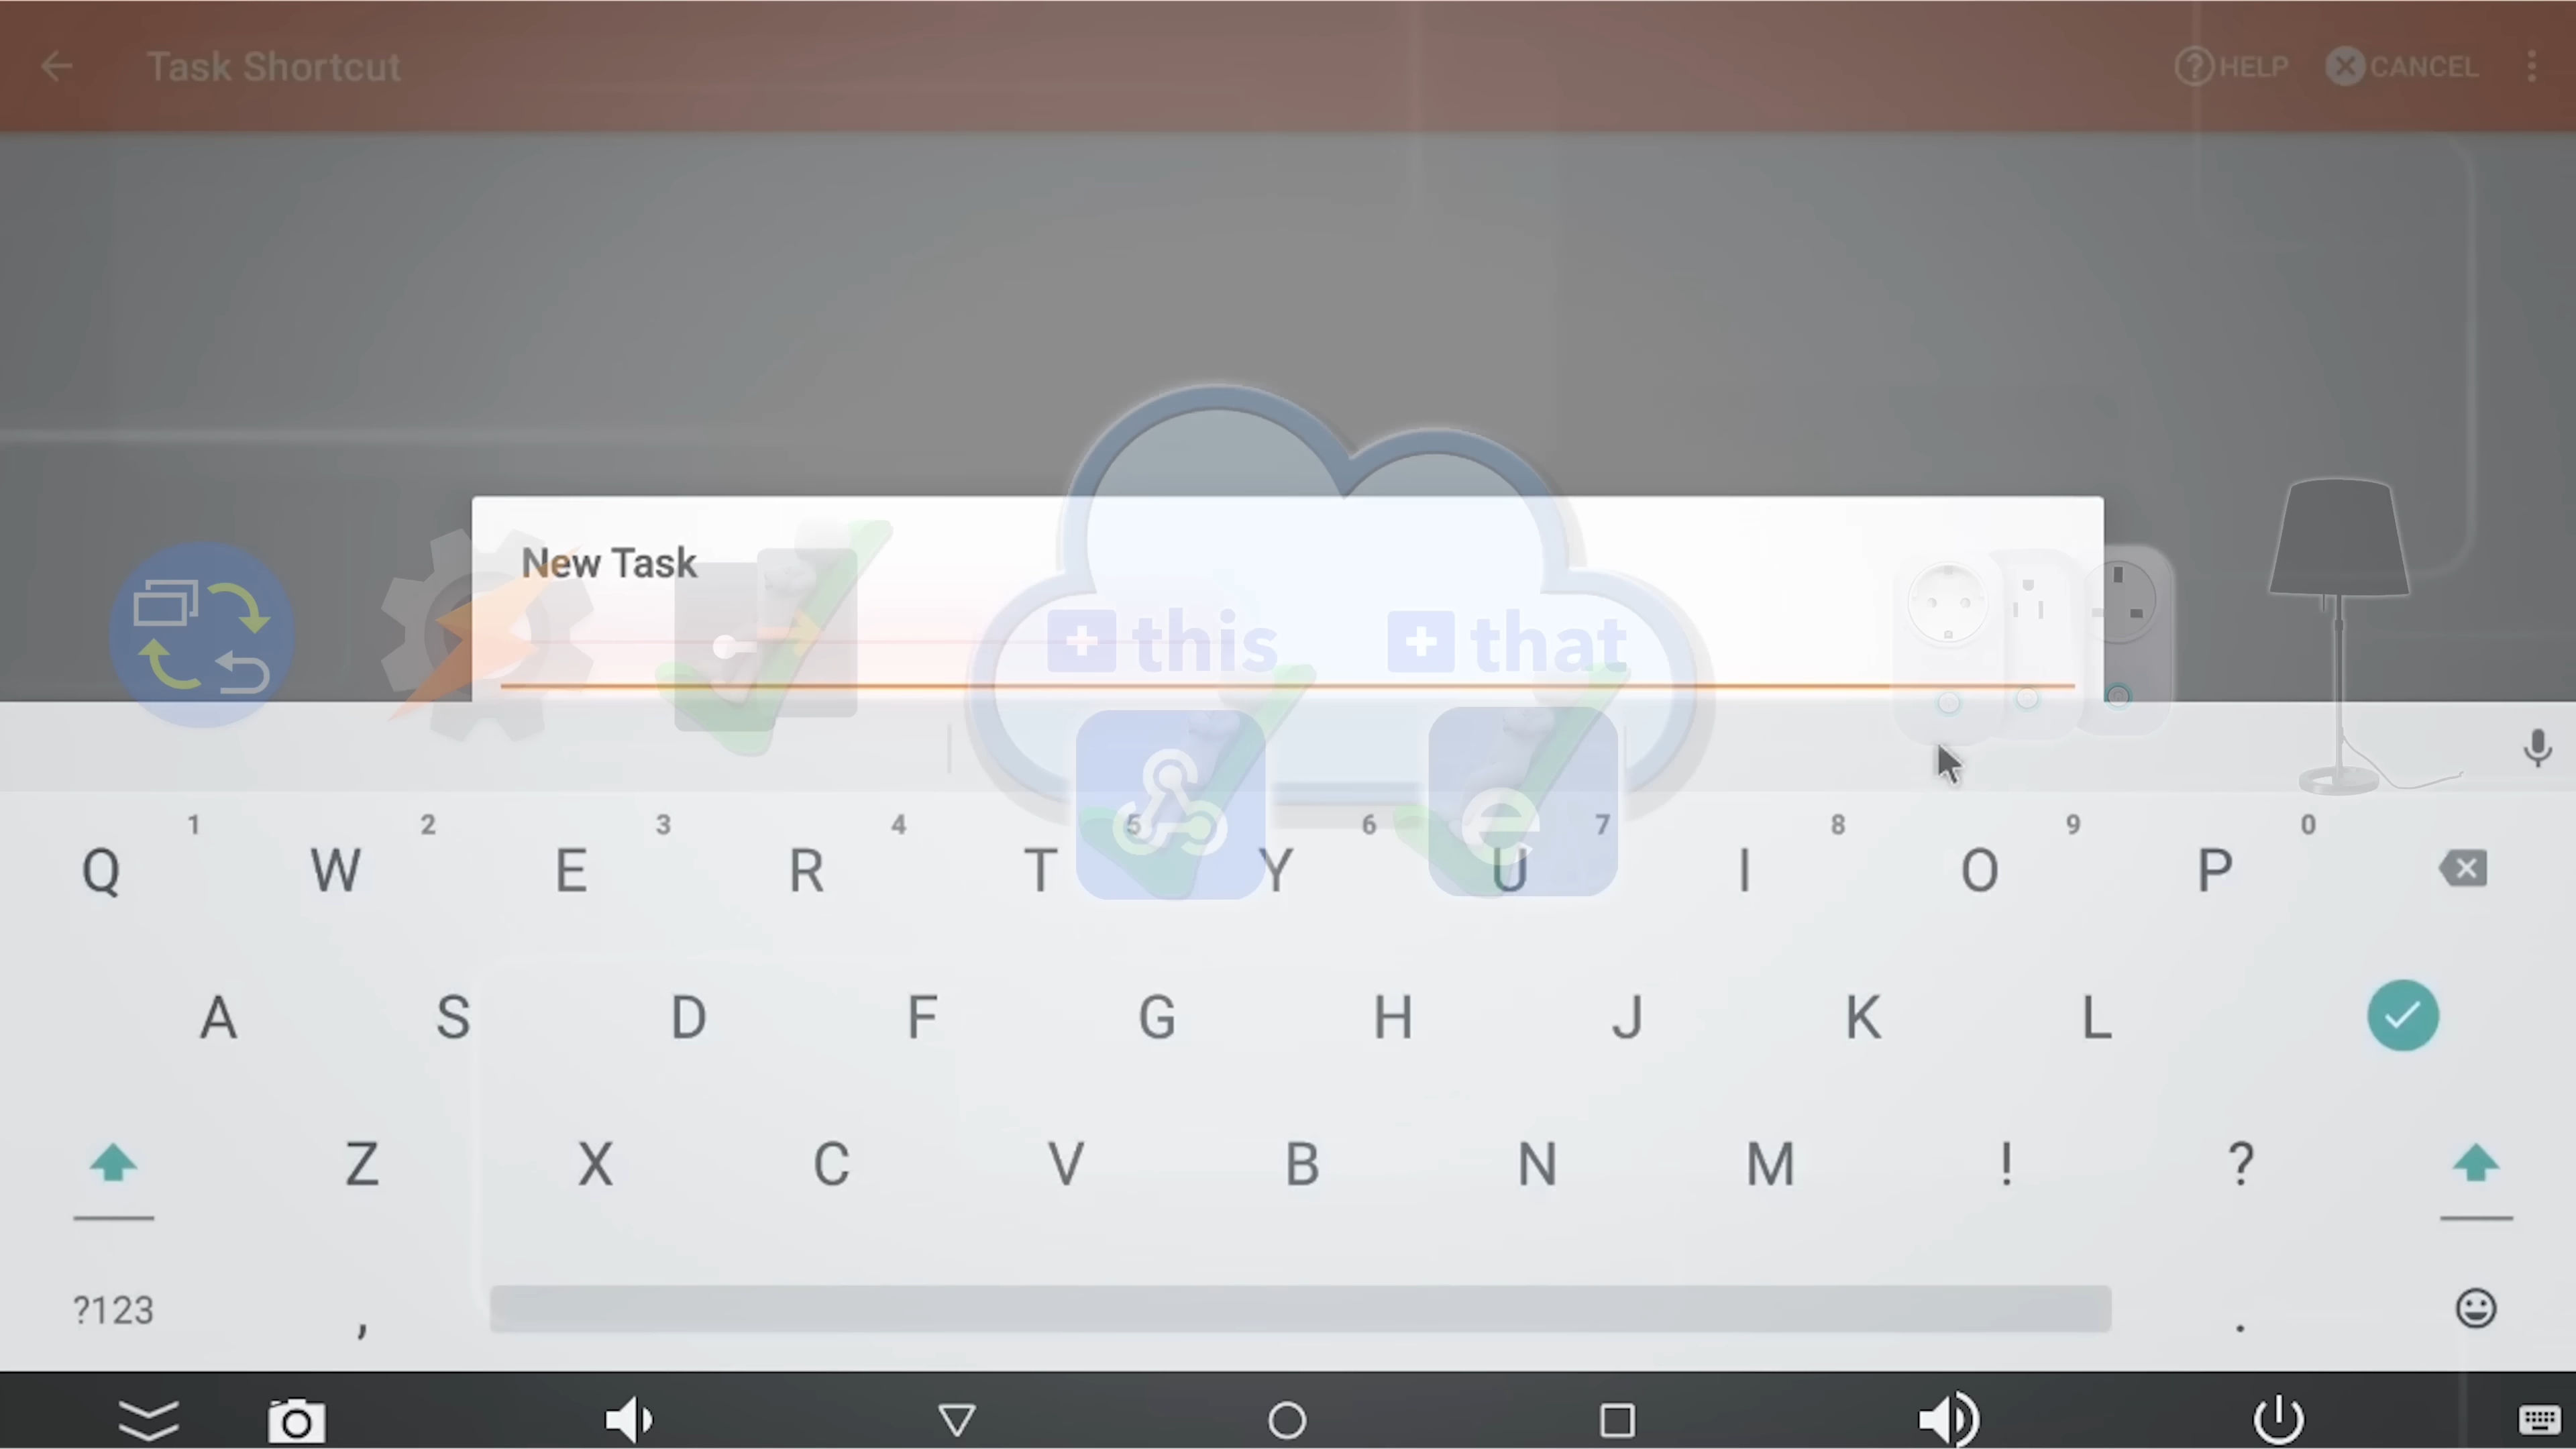 Task Shortcut
HELP CANCEL
New Task
this that
1 2 3 4 5 6 7 8 9 0
Q W E R T Y U I O P
A S D F G H J K L
Z X C V B N M ! ?
?123 , .